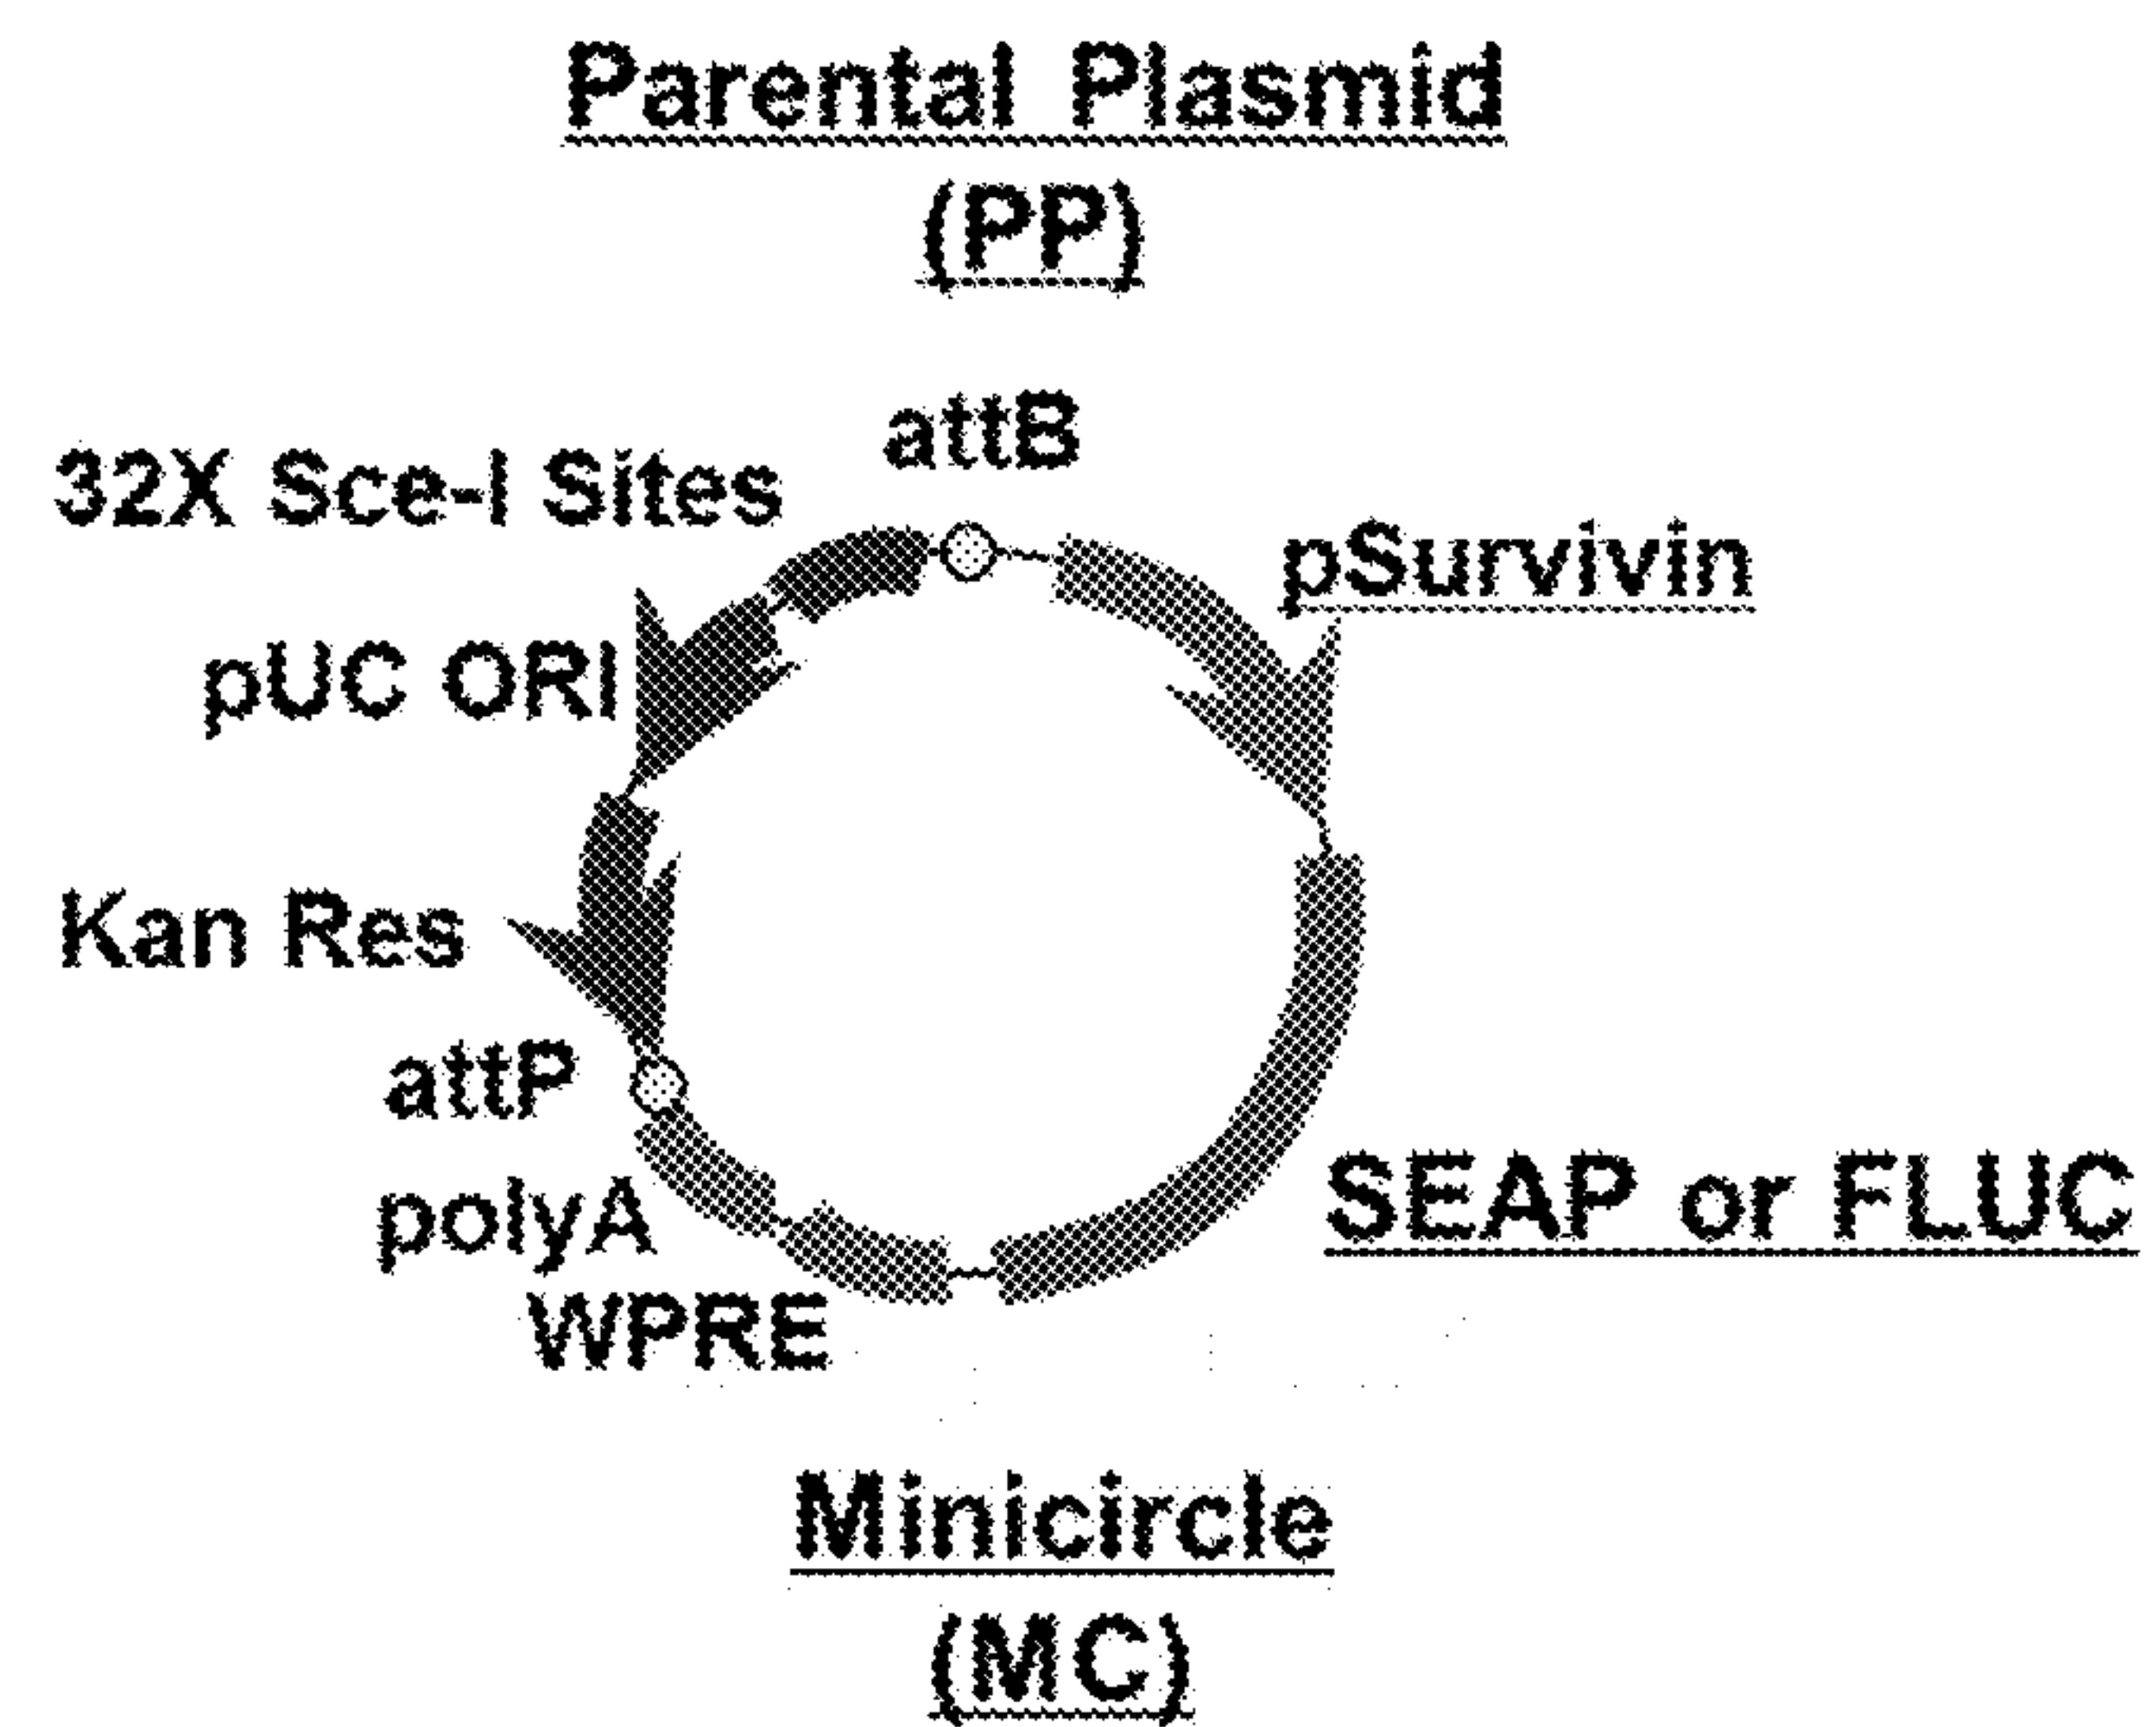 Parental Plasmid
(PP)
attB
32X Sce-I Sites
pSurvivin
pUC ORI
Kan Res
attP
SEAP or FLUC
polyA
WPRE
Minicircle
(MC)